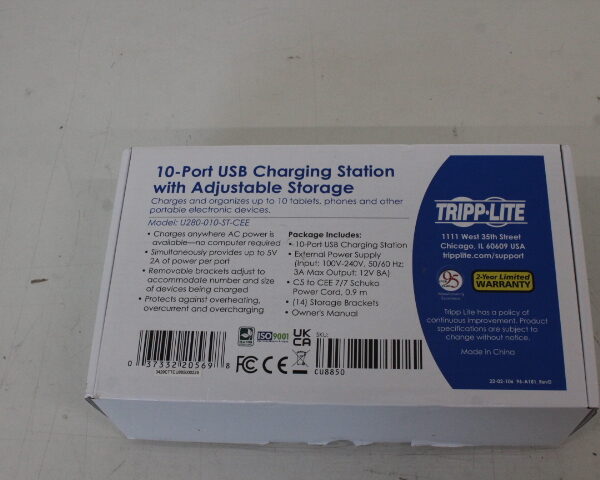 10-Port USB Charging Station
with Adjustable Storage
Charges and organizes up to 10 tablets, phones and other
portable electronic devices.
Model: U280-010-ST-CEE
• Charges anywhere AC power is
available—no computer required
• Simultaneously provides up to 5V
2A of power per port
• Removable brackets adjust to
accommodate number and size
of devices being charged
• Protects against overheating,
overcurrent and overcharging
Package Includes:
• 10-Port USB Charging Station
• External Power Supply
(Input: 100V-240V, 50/60 Hz;
3A Max Output: 12V 8A)
• C5 to CEE 7/7 Schuko
Power Cord, 0.9 m
• (14) Storage Brackets
• Owner's Manual
0 37332 20569 8
ISO9001
UK
CA
FC CE
SKU:
CU8850
TRIPP·LITE
1111 West 35th Street
Chicago, IL 60609 USA
tripplite.com/support
95
2-Year Limited
WARRANTY
Tripp Lite has a policy of
continuous improvement. Product
specifications are subject to
change without notice.
Made in China